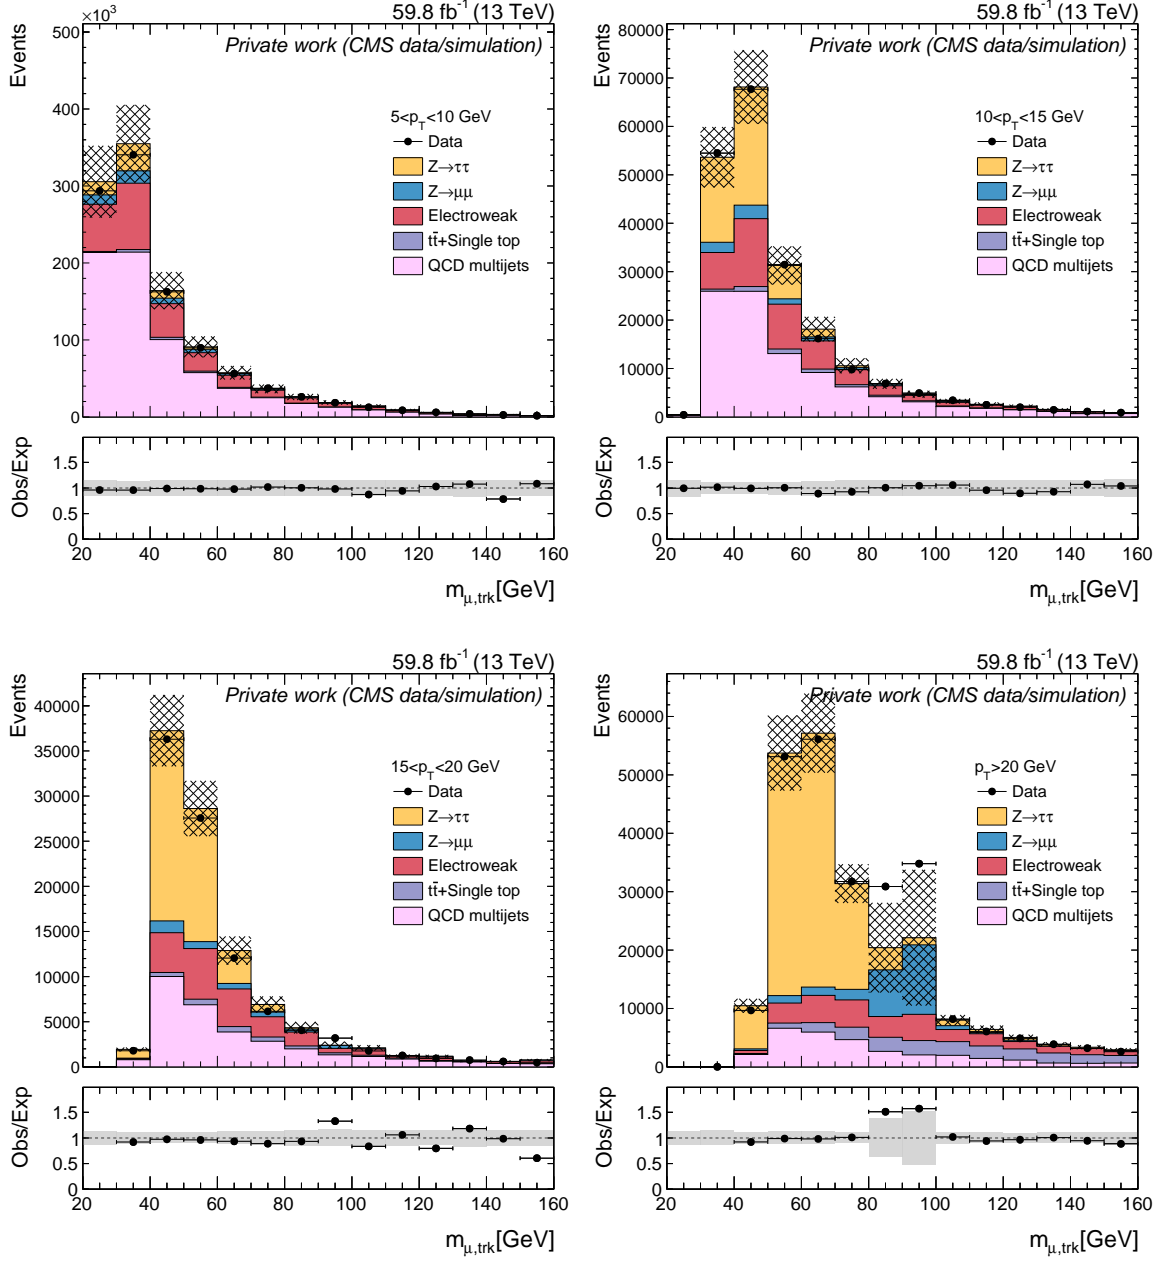 59.8 fb⁻¹ (13 TeV)
×10³
Events
Private work (CMS data/simulation)
5<p_T<10 GeV
Data
Z→ττ
Z→μμ
Electroweak
tt̄+Single top
QCD multijets
500
400
300
200
100
0
Obs/Exp
1.5
1
0.5
0
20 40 60 80 100 120 140 160
m_μ,trk[GeV]
59.8 fb⁻¹ (13 TeV)
Events
Private work (CMS data/simulation)
10<p_T<15 GeV
Data
Z→ττ
Z→μμ
Electroweak
tt̄+Single top
QCD multijets
80000
70000
60000
50000
40000
30000
20000
10000
0
Obs/Exp
1.5
1
0.5
0
20 40 60 80 100 120 140 160
m_μ,trk[GeV]
59.8 fb⁻¹ (13 TeV)
Events
Private work (CMS data/simulation)
15<p_T<20 GeV
Data
Z→ττ
Z→μμ
Electroweak
tt̄+Single top
QCD multijets
40000
35000
30000
25000
20000
15000
10000
5000
0
Obs/Exp
1.5
1
0.5
0
20 40 60 80 100 120 140 160
m_μ,trk[GeV]
59.8 fb⁻¹ (13 TeV)
Events
Private work (CMS data/simulation)
p_T>20 GeV
Data
Z→ττ
Z→μμ
Electroweak
tt̄+Single top
QCD multijets
60000
50000
40000
30000
20000
10000
0
Obs/Exp
1.5
1
0.5
0
20 40 60 80 100 120 140 160
m_μ,trk[GeV]